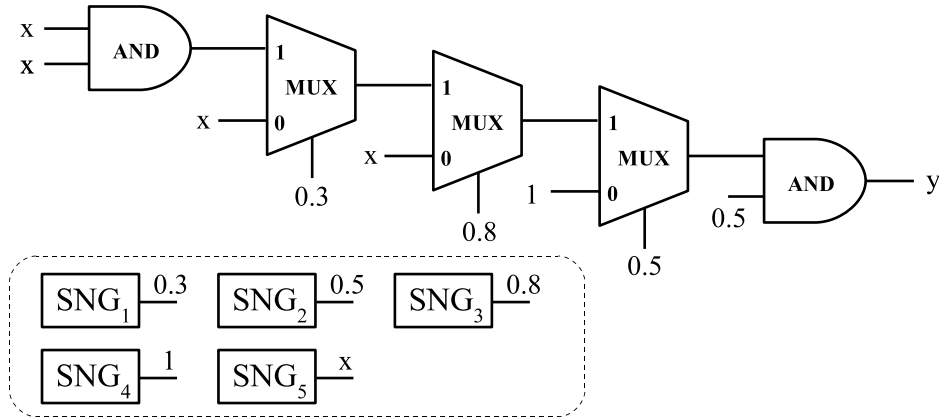 x
x
AND
1
MUX
x
0
0.3
1
MUX
x
0
0.8
1
MUX
1
0
0.5
AND
0.5
y
SNG₁ 0.3
SNG₂ 0.5
SNG₃ 0.8
SNG₄ 1
SNG₅ x